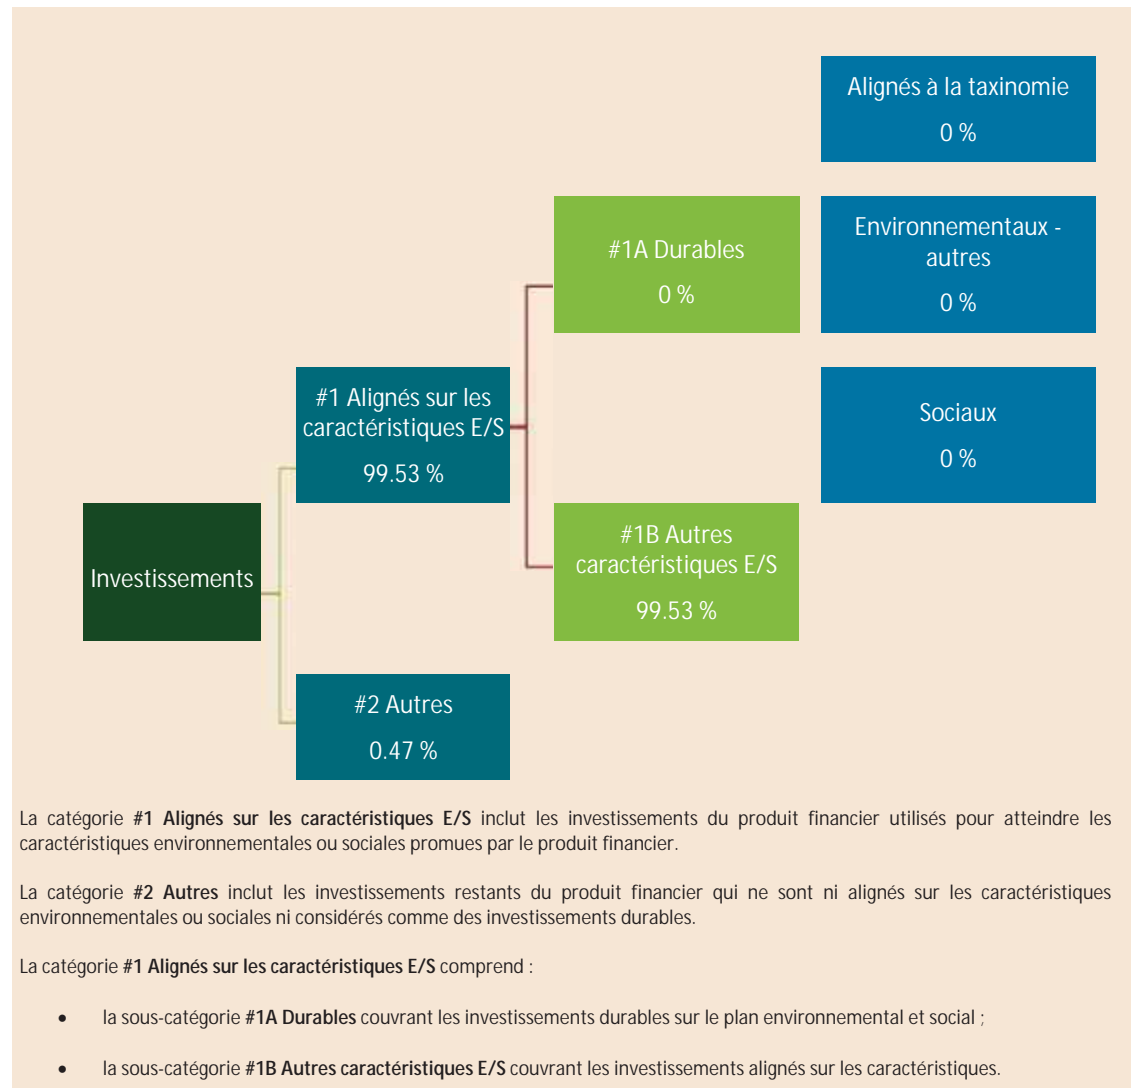 Alignés à la taxinomie
0 %
Environnementaux -
autres
0 %
#1A Durables
0 %
Sociaux
0 %
#1 Alignés sur les
caractéristiques E/S
99.53 %
#1B Autres
caractéristiques E/S
99.53 %
Investissements
#2 Autres
0.47 %
La catégorie #1 Alignés sur les caractéristiques E/S inclut les investissements du produit financier utilisés pour atteindre les
caractéristiques environnementales ou sociales promues par le produit financier.
La catégorie #2 Autres inclut les investissements restants du produit financier qui ne sont ni alignés sur les caractéristiques
environnementales ou sociales ni considérés comme des investissements durables.
La catégorie #1 Alignés sur les caractéristiques E/S comprend :
• la sous-catégorie #1A Durables couvrant les investissements durables sur le plan environnemental et social ;
• la sous-catégorie #1B Autres caractéristiques E/S couvrant les investissements alignés sur les caractéristiques.